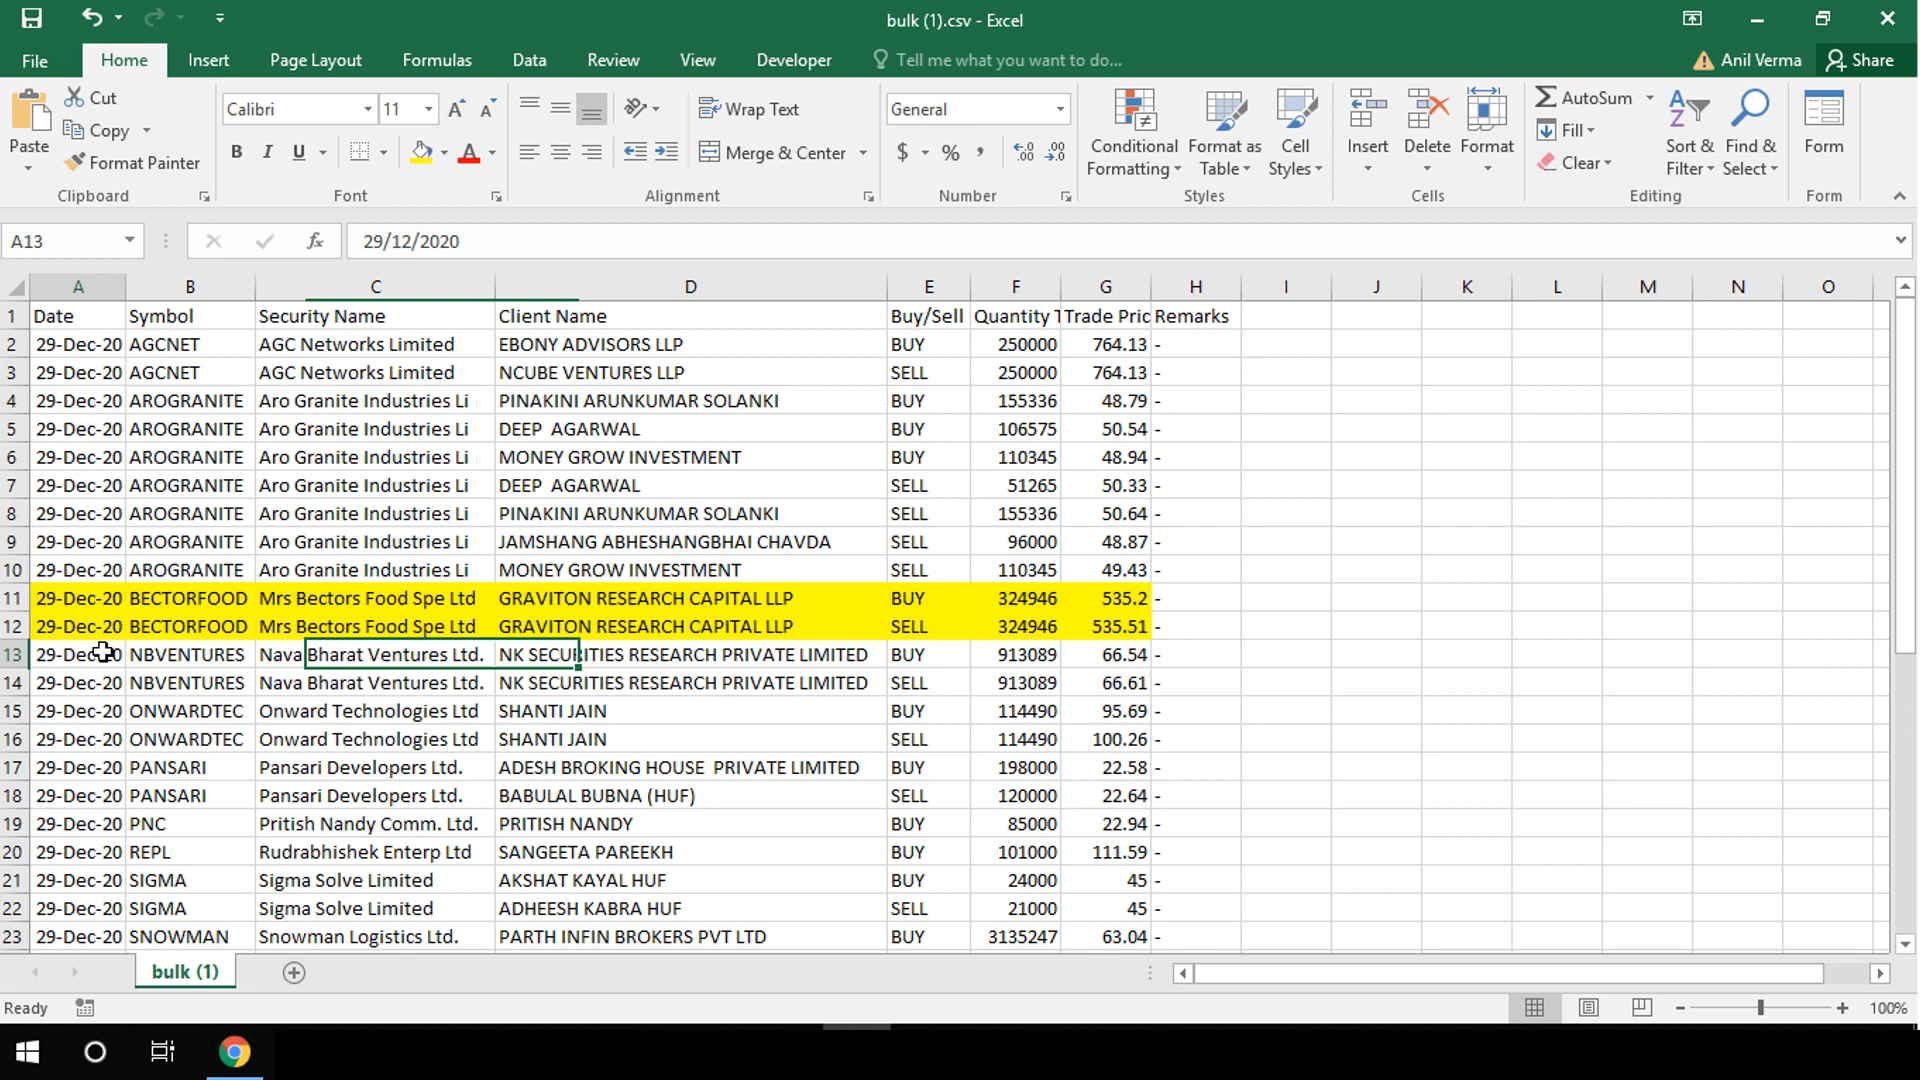 bulk (1).csv - Excel
File Home Insert Page Layout Formulas Data Review View Developer Tell me what you want to do... Anil Verma Share
Paste Cut Copy Format Painter Clipboard
Calibri 11 A A B I U A Font
Wrap Text Merge & Center Alignment
General $ % , Number
Conditional Formatting Format as Table Cell Styles Styles
Insert Delete Format Cells
AutoSum Fill Clear Sort & Filter Find & Select Editing
Form Form
A13 fx 29/12/2020
A B C D E F G H I J K L M N O
1 Date Symbol Security Name Client Name Buy/Sell Quantity T Trade Pric Remarks
2 29-Dec-20 AGCNET AGC Networks Limited EBONY ADVISORS LLP BUY 250000 764.13 -
3 29-Dec-20 AGCNET AGC Networks Limited NCUBE VENTURES LLP SELL 250000 764.13 -
4 29-Dec-20 AROGRANITE Aro Granite Industries Li PINAKINI ARUNKUMAR SOLANKI BUY 155336 48.79 -
5 29-Dec-20 AROGRANITE Aro Granite Industries Li DEEP AGARWAL BUY 106575 50.54 -
6 29-Dec-20 AROGRANITE Aro Granite Industries Li MONEY GROW INVESTMENT BUY 110345 48.94 -
7 29-Dec-20 AROGRANITE Aro Granite Industries Li DEEP AGARWAL SELL 51265 50.33 -
8 29-Dec-20 AROGRANITE Aro Granite Industries Li PINAKINI ARUNKUMAR SOLANKI SELL 155336 50.64 -
9 29-Dec-20 AROGRANITE Aro Granite Industries Li JAMSHANG ABHESHANGBHAI CHAVDA SELL 96000 48.87 -
10 29-Dec-20 AROGRANITE Aro Granite Industries Li MONEY GROW INVESTMENT SELL 110345 49.43 -
11 29-Dec-20 BECTORFOOD Mrs Bectors Food Spe Ltd GRAVITON RESEARCH CAPITAL LLP BUY 324946 535.2
12 29-Dec-20 BECTORFOOD Mrs Bectors Food Spe Ltd GRAVITON RESEARCH CAPITAL LLP SELL 324946 535.51
13 29-Dec-20 NBVENTURES Nava Bharat Ventures Ltd. NK SECURITIES RESEARCH PRIVATE LIMITED BUY 913089 66.54 -
14 29-Dec-20 NBVENTURES Nava Bharat Ventures Ltd. NK SECURITIES RESEARCH PRIVATE LIMITED SELL 913089 66.61 -
15 29-Dec-20 ONWARDTEC Onward Technologies Ltd SHANTI JAIN BUY 114490 95.69 -
16 29-Dec-20 ONWARDTEC Onward Technologies Ltd SHANTI JAIN SELL 114490 100.26 -
17 29-Dec-20 PANSARI Pansari Developers Ltd. ADESH BROKING HOUSE PRIVATE LIMITED BUY 198000 22.58 -
18 29-Dec-20 PANSARI Pansari Developers Ltd. BABULAL BUBNA (HUF) SELL 120000 22.64 -
19 29-Dec-20 PNC Pritish Nandy Comm. Ltd. PRITISH NANDY BUY 85000 22.94 -
20 29-Dec-20 REPL Rudrabhishek Enterp Ltd SANGEETA PAREEKH BUY 101000 111.59 -
21 29-Dec-20 SIGMA Sigma Solve Limited AKSHAT KAYAL HUF BUY 24000 45 -
22 29-Dec-20 SIGMA Sigma Solve Limited ADHEESH KABRA HUF SELL 21000 45 -
23 29-Dec-20 SNOWMAN Snowman Logistics Ltd. PARTH INFIN BROKERS PVT LTD BUY 3135247 63.04 -
bulk (1)
Ready 100%